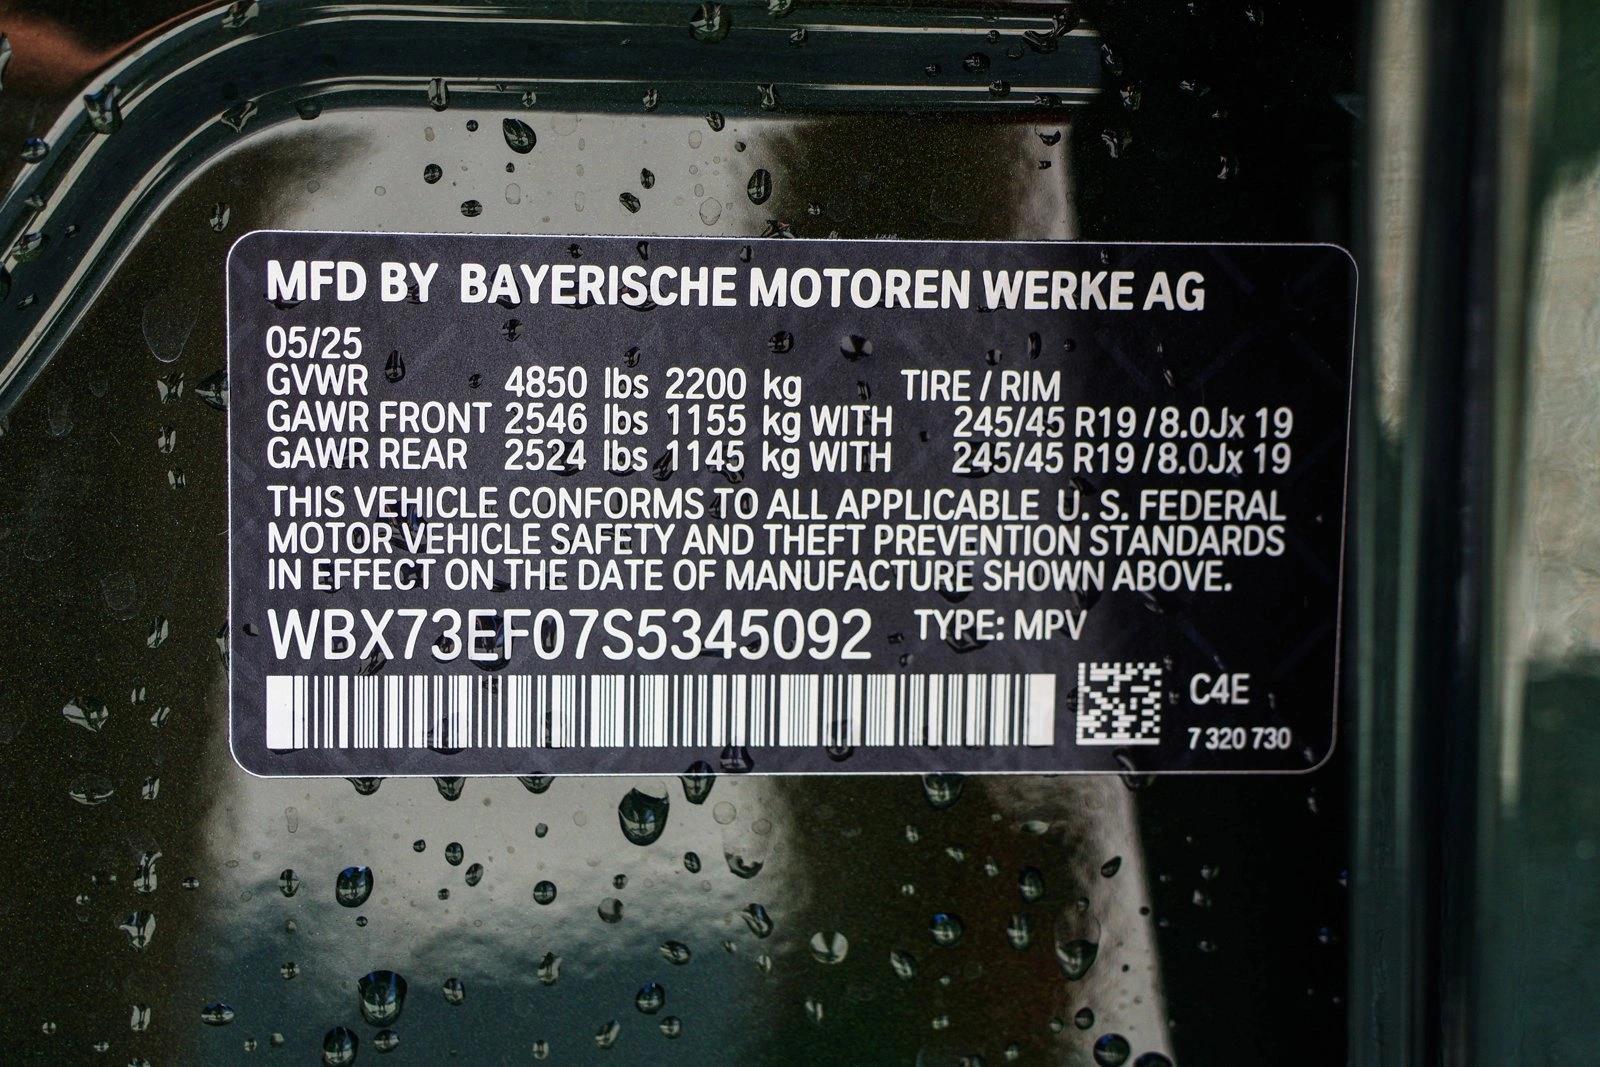 MFD BY BAYERISCHE MOTOREN WERKE AG
05/25
GVWR 4850 lbs 2200 kg TIRE / RIM
GAWR FRONT 2546 lbs 1155 kg WITH 245/45 R19 / 8.0Jx 19
GAWR REAR 2524 lbs 1145 kg WITH 245/45 R19 / 8.0Jx 19
THIS VEHICLE CONFORMS TO ALL APPLICABLE U. S. FEDERAL
MOTOR VEHICLE SAFETY AND THEFT PREVENTION STANDARDS
IN EFFECT ON THE DATE OF MANUFACTURE SHOWN ABOVE.
WBX73EF07S5345092 TYPE: MPV
C4E
7 320 730